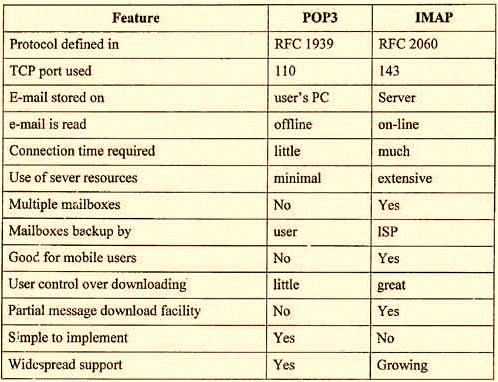 Feature POP3 IMAP
Protocol defined in RFC 1939 RFC 2060
TCP port used 110 143
E-mail stored on user's PC Server
e-mail is read offline on-line
Connection time required little much
Use of sever resources minimal extensive
Multiple mailboxes No Yes
Mailboxes backup by user ISP
Good for mobile users No Yes
User control over downloading little great
Partial message download facility No Yes
Simple to implement Yes No
Widespread support Yes Growing